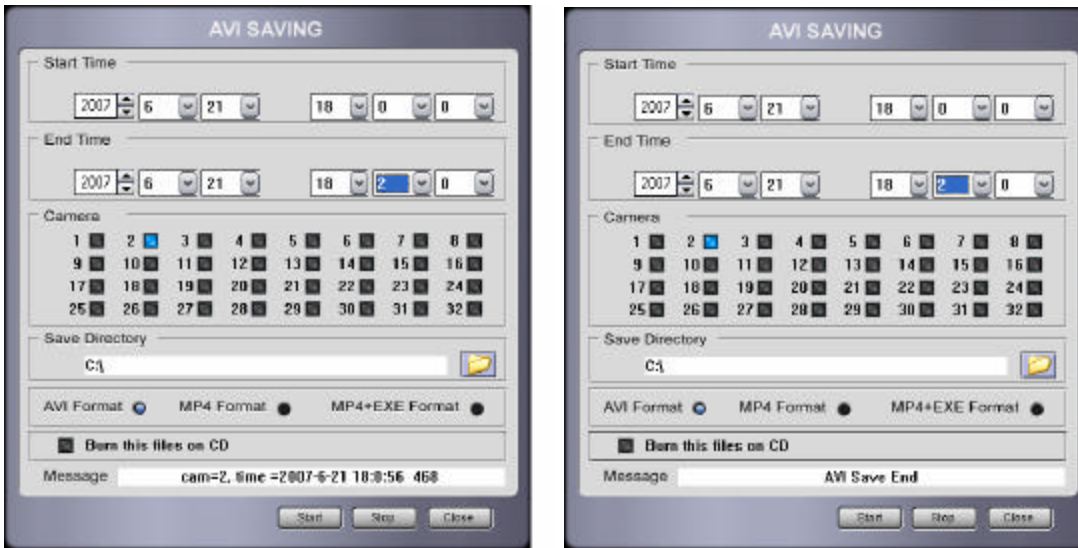 AVI SAVING
Start Time
2007 6 21 18 0 0
End Time
2007 6 21 18 2 0
Camera
1 2 3 4 5 6 7 8
9 10 11 12 13 14 15 16
17 18 19 20 21 22 23 24
25 26 27 28 29 30 31 32
Save Directory
C:\
AVI Format MP4 Format MP4+EXE Format
Burn this files on CD
Message cam=2, time =2007-6-21 18:0:56 468
Start Stop Close
AVI SAVING
Start Time
2007 6 21 18 0 0
End Time
2007 6 21 18 2 0
Camera
1 2 3 4 5 6 7 8
9 10 11 12 13 14 15 16
17 18 19 20 21 22 23 24
25 26 27 28 29 30 31 32
Save Directory
C:\
AVI Format MP4 Format MP4+EXE Format
Burn this files on CD
Message AVI Save End
Start Stop Close